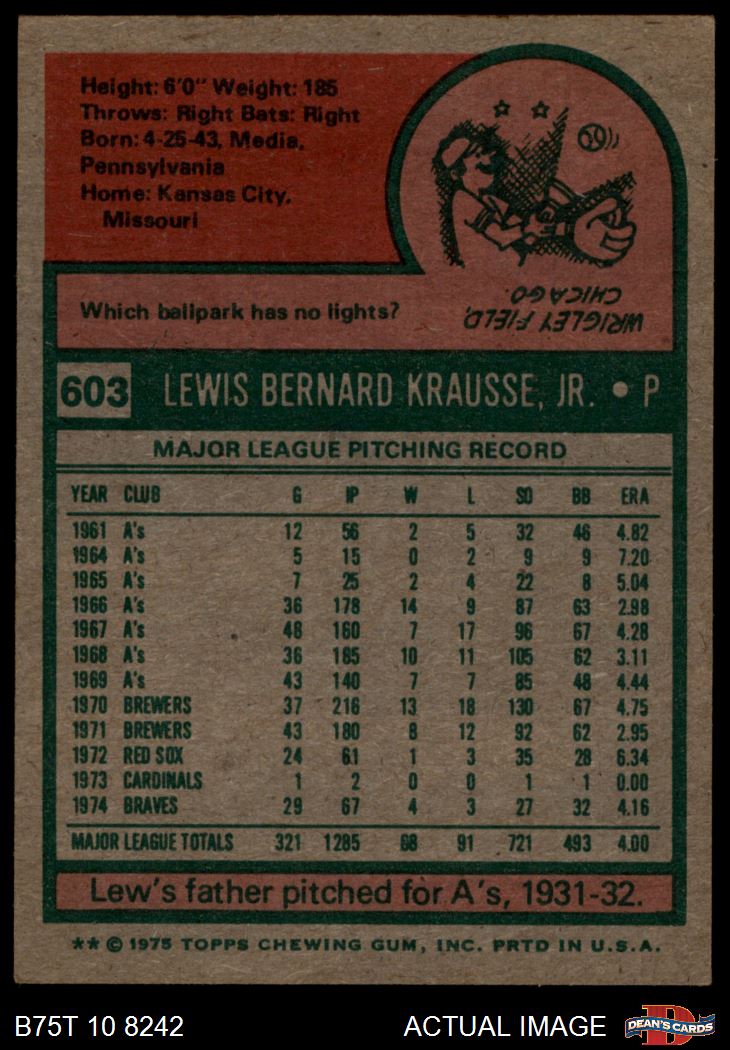 Height: 6'0" Weight: 185
Throws: Right Bats: Right
Born: 4-25-43, Media,
Pennsylvania
Home: Kansas City,
Missouri
Which ballpark has no lights?
WRIGLEY FIELD,
CHICAGO.
603 LEWIS BERNARD KRAUSSE, JR. • P
MAJOR LEAGUE PITCHING RECORD
YEAR CLUB G IP W L SO BB ERA
1961 A's 12 56 2 5 32 46 4.82
1964 A's 5 15 0 2 9 9 7.20
1965 A's 7 25 2 4 22 8 5.04
1966 A's 36 178 14 9 87 63 2.98
1967 A's 48 160 7 17 96 67 4.28
1968 A's 36 185 10 11 105 62 3.11
1969 A's 43 140 7 7 85 48 4.44
1970 BREWERS 37 216 13 18 130 67 4.75
1971 BREWERS 43 180 8 12 92 62 2.95
1972 RED SOX 24 61 1 3 35 28 6.34
1973 CARDINALS 1 2 0 0 1 1 0.00
1974 BRAVES 29 67 4 3 27 32 4.16
MAJOR LEAGUE TOTALS 321 1285 68 91 721 493 4.00
Lew's father pitched for A's, 1931-32.
** © 1975 TOPPS CHEWING GUM, INC. PRTD IN U.S.A.
B75T 10 8242 ACTUAL IMAGE D DEAN'S CARDS